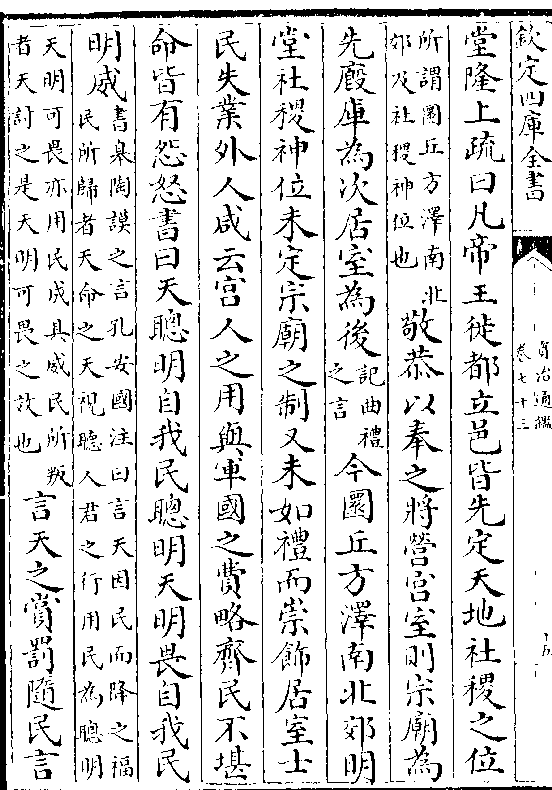 欽定四庫全書
資治通鑑
卷七十三
堂隆上疏曰凡帝王徙都立邑皆先定天地社稷之位
所謂圜丘方澤南北
郊及社稷神位也
敬恭以奉之將營宮室則宗廟為
先廄庫為次居室為後
記曲禮
之言
今圜丘方澤南北郊明
堂社稷神位未定宗廟之制又未如禮而崇飾居室士
民失業外人咸云宫人之用與軍國之費略齊民不堪
命皆有怨怒書曰天聰明自我民聰明天明畏自我民
明威
書臯陶謨之言孔安國注曰言天因民而降之福
民所歸者天命之天視聽人君之行用民為聰明
天明可畏亦用民成其威民所叛
者天討之是天明可畏之效也
言天之賞罰隨民言